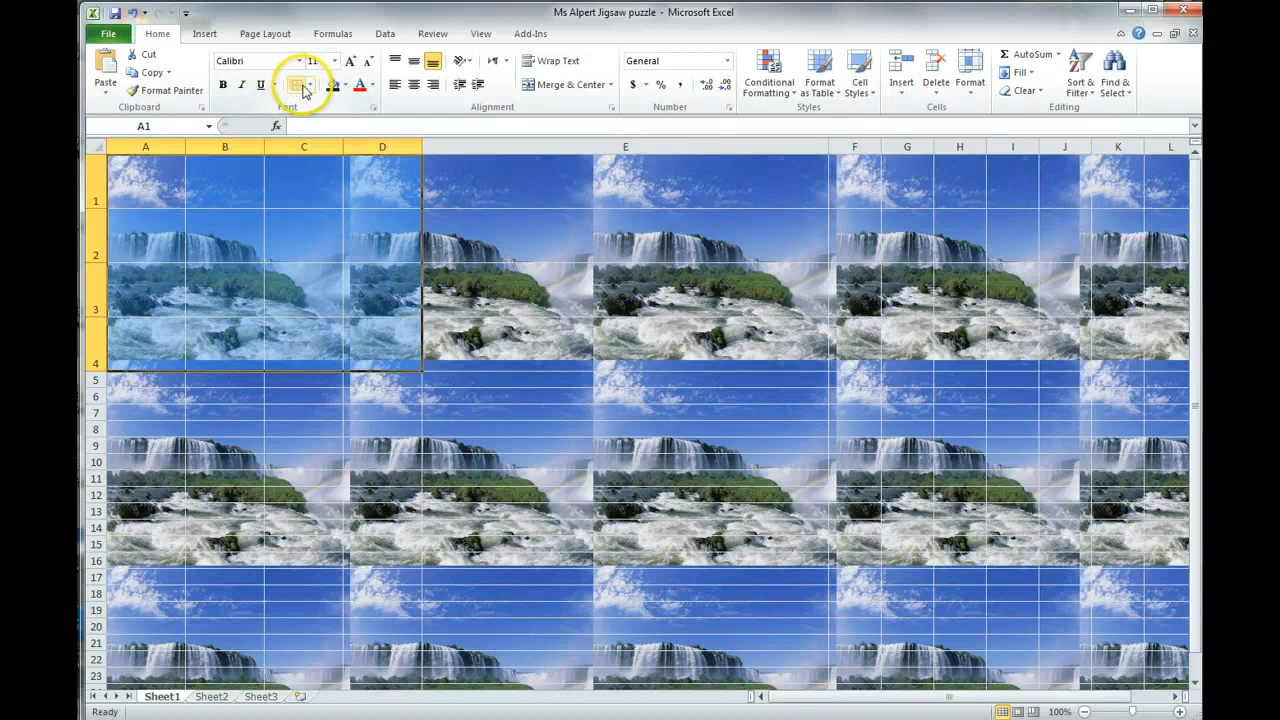 Ms Alpert Jigsaw puzzle - Microsoft Excel
File Home Insert Page Layout Formulas Data Review View Add-Ins
Paste Cut Copy Format Painter Clipboard
Calibri 11 A A B I U A Font
Wrap Text Merge & Center Alignment
General $ % , .00 .0 Number
Conditional Formatting Format as Table Cell Styles Styles
Insert Delete Format Cells
AutoSum Fill Clear Sort & Filter Find & Select Editing
A1 fx
A B C D E F G H I J K L
1
2
3
4
5
6
7
8
9
10
11
12
13
14
15
16
17
18
19
20
21
22
23
Sheet1 Sheet2 Sheet3
Ready 100%